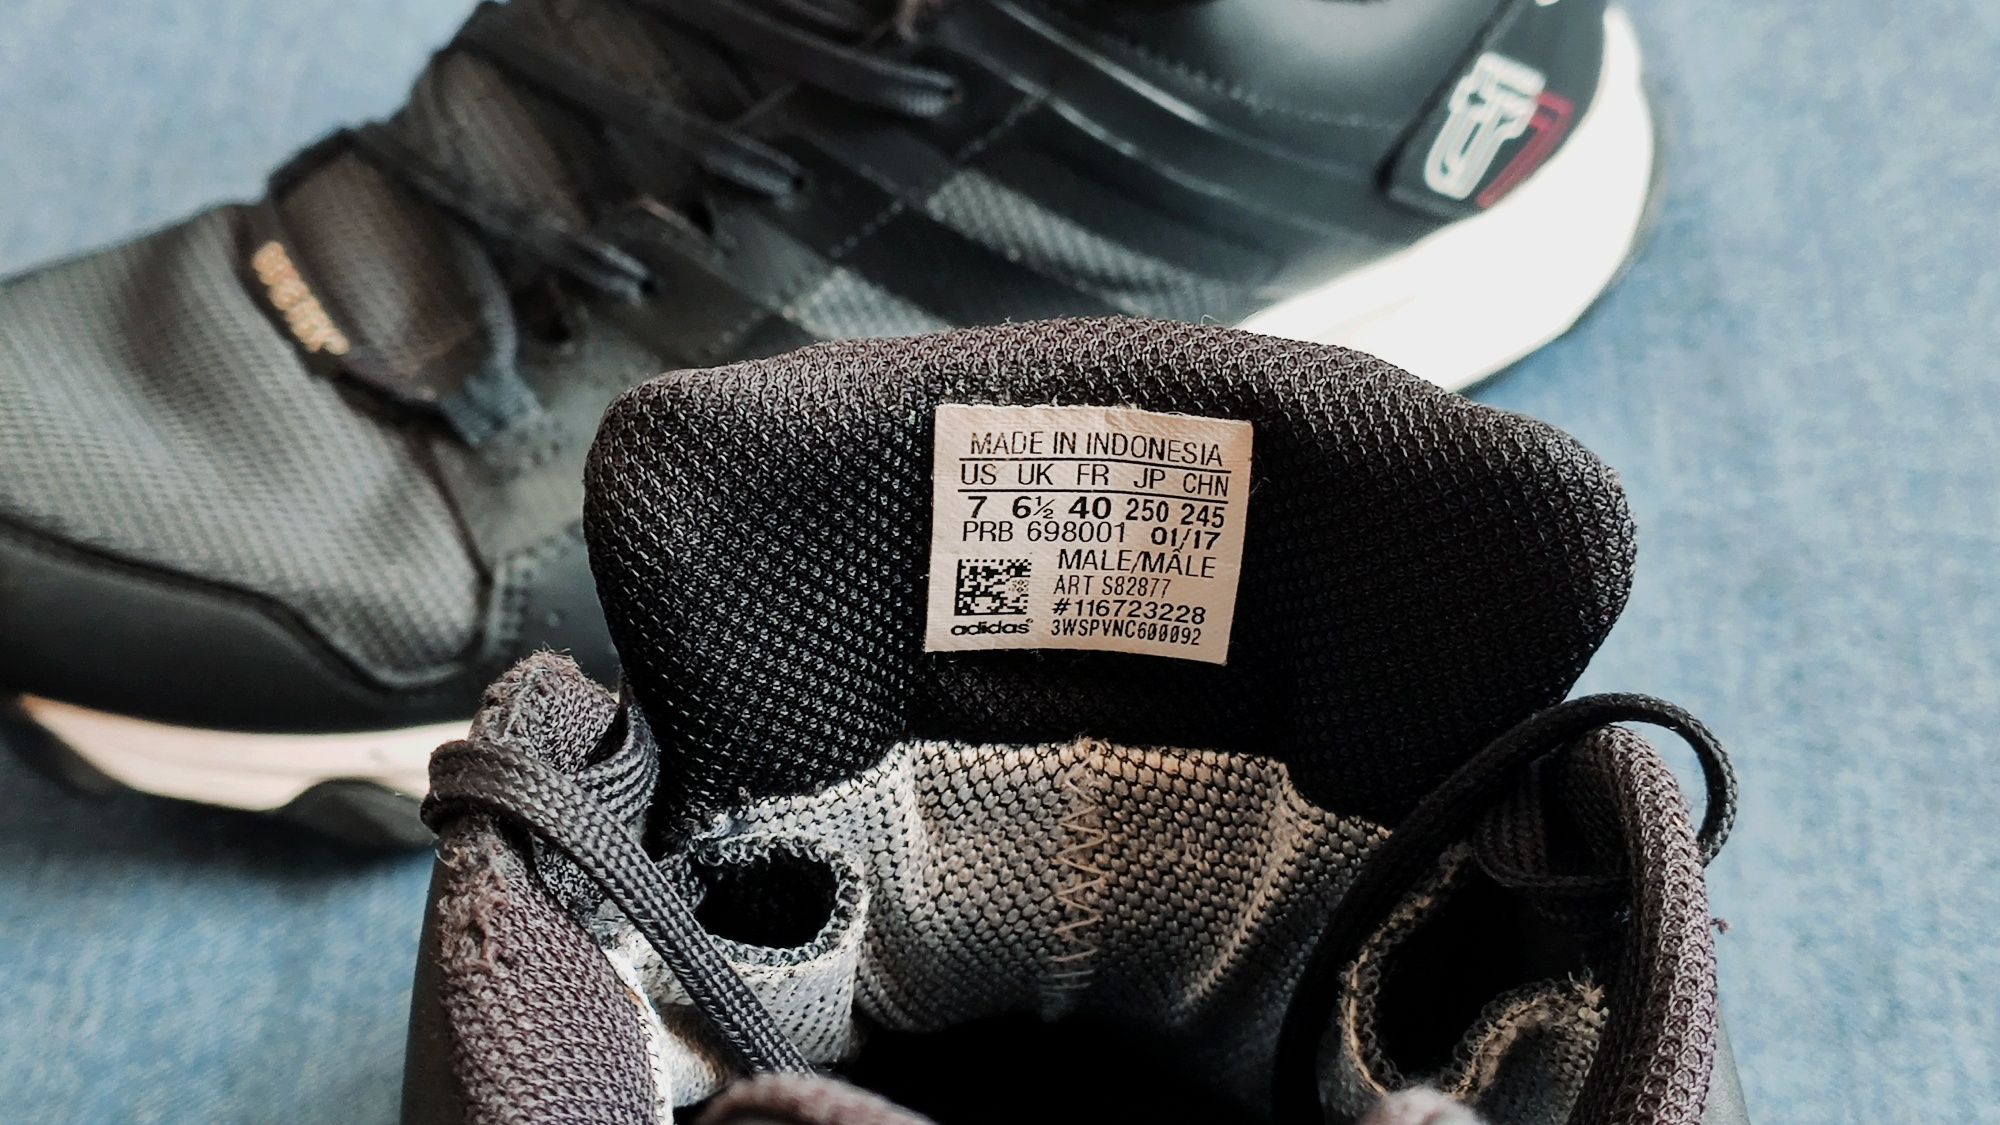 MADE IN INDONESIA
US UK FR JP CHN
7 6½ 40 250 245
PRB 698001 01/17
MALE/MÂLE
ART S82877
#116723228
adidas® 3WSPVNC600092